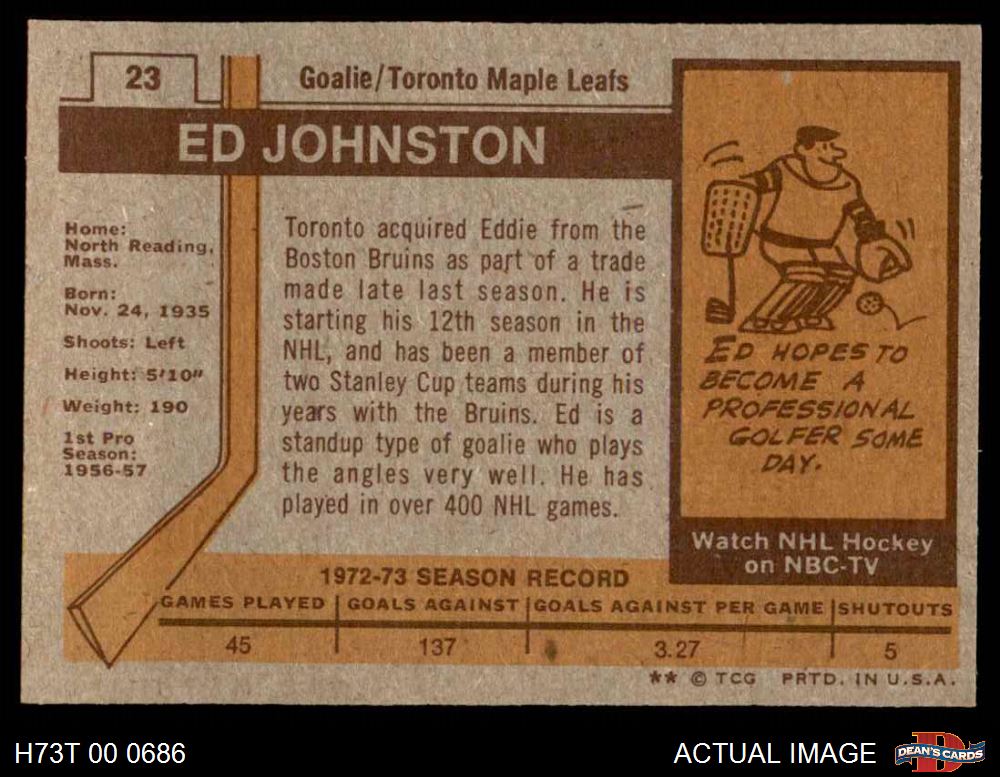 23
Goalie/Toronto Maple Leafs
ED JOHNSTON
Home:
North Reading,
Mass.
Born:
Nov. 24, 1935
Shoots: Left
Height: 5'10"
Weight: 190
1st Pro
Season:
1956-57
Toronto acquired Eddie from the
Boston Bruins as part of a trade
made late last season. He is
starting his 12th season in the
NHL, and has been a member of
two Stanley Cup teams during his
years with the Bruins. Ed is a
standup type of goalie who plays
the angles very well. He has
played in over 400 NHL games.
ED HOPES TO
BECOME A
PROFESSIONAL
GOLFER SOME
DAY.
Watch NHL Hockey
on NBC-TV
1972-73 SEASON RECORD
GAMES PLAYED | GOALS AGAINST | GOALS AGAINST PER GAME | SHUTOUTS
45 137 3.27 5
** © TCG PRTD. IN U.S.A.
H73T 00 0686
ACTUAL IMAGE
DEAN'S CARDS